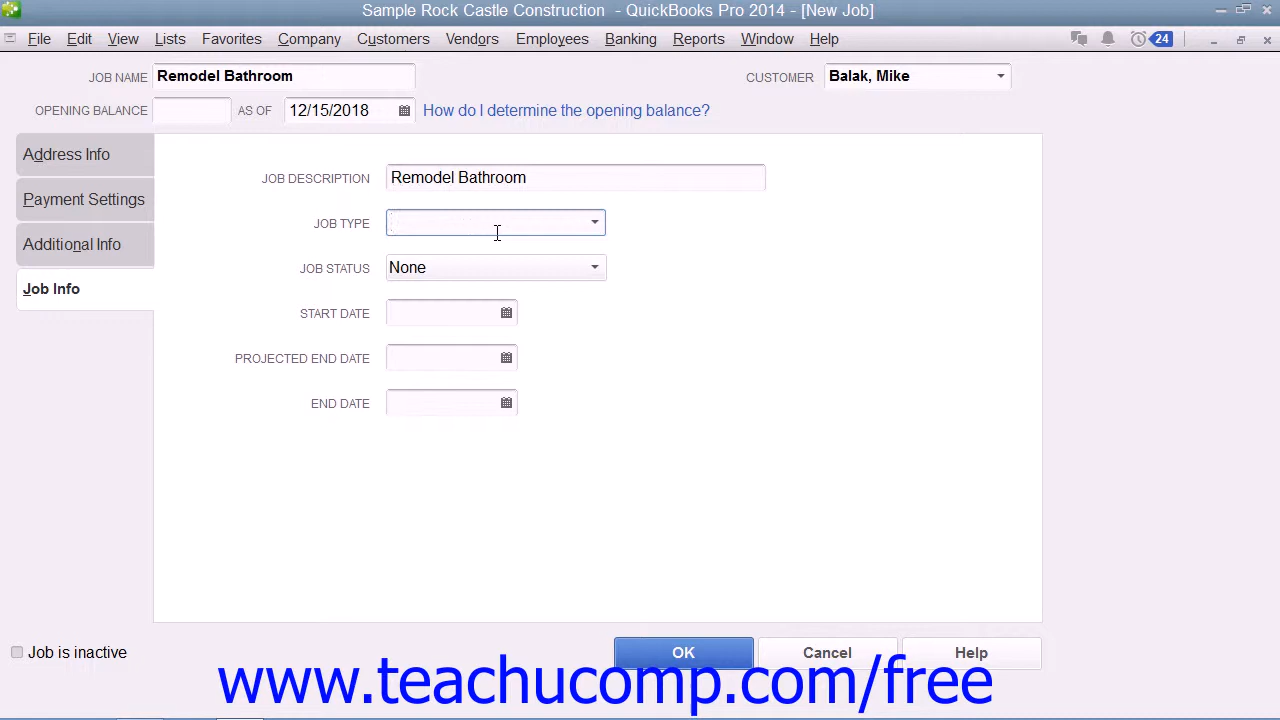 Sample Rock Castle Construction - QuickBooks Pro 2014 - [New Job]
File Edit View Lists Favorites Company Customers Vendors Employees Banking Reports Window Help 24
JOB NAME Remodel Bathroom CUSTOMER Balak, Mike
OPENING BALANCE AS OF 12/15/2018 How do I determine the opening balance?
Address Info
Payment Settings
Additional Info
Job Info
JOB DESCRIPTION Remodel Bathroom
JOB TYPE
JOB STATUS None
START DATE
PROJECTED END DATE
END DATE
Job is inactive
OK Cancel Help
www.teachucomp.com/free